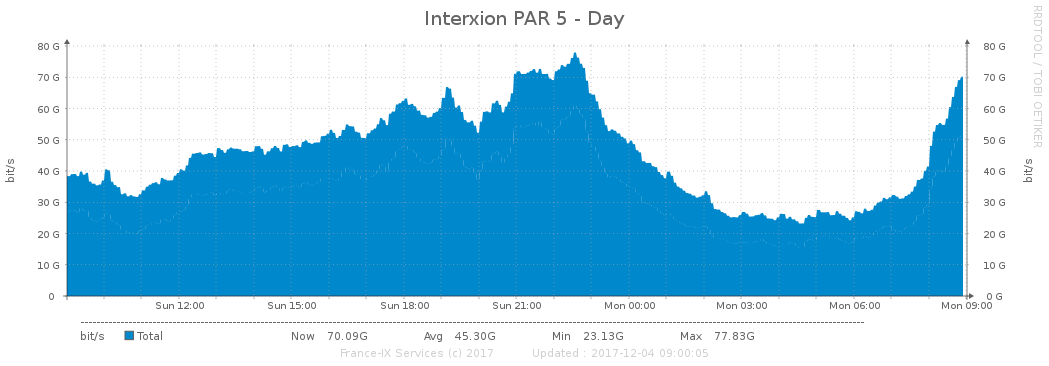 Interxion PAR 5 - Day
RRDTOOL / TOBI OETIKER
bit/s
80 G
70 G
60 G
50 G
40 G
30 G
20 G
10 G
0
80 G
70 G
60 G
50 G
40 G
30 G
20 G
10 G
0 G
bit/s
Sun 12:00 Sun 15:00 Sun 18:00 Sun 21:00 Mon 00:00 Mon 03:00 Mon 06:00 Mon 09:00
bit/s Total Now 70.09G Avg 45.30G Min 23.13G Max 77.83G
France-IX Services (c) 2017 Updated : 2017-12-04 09:00:05